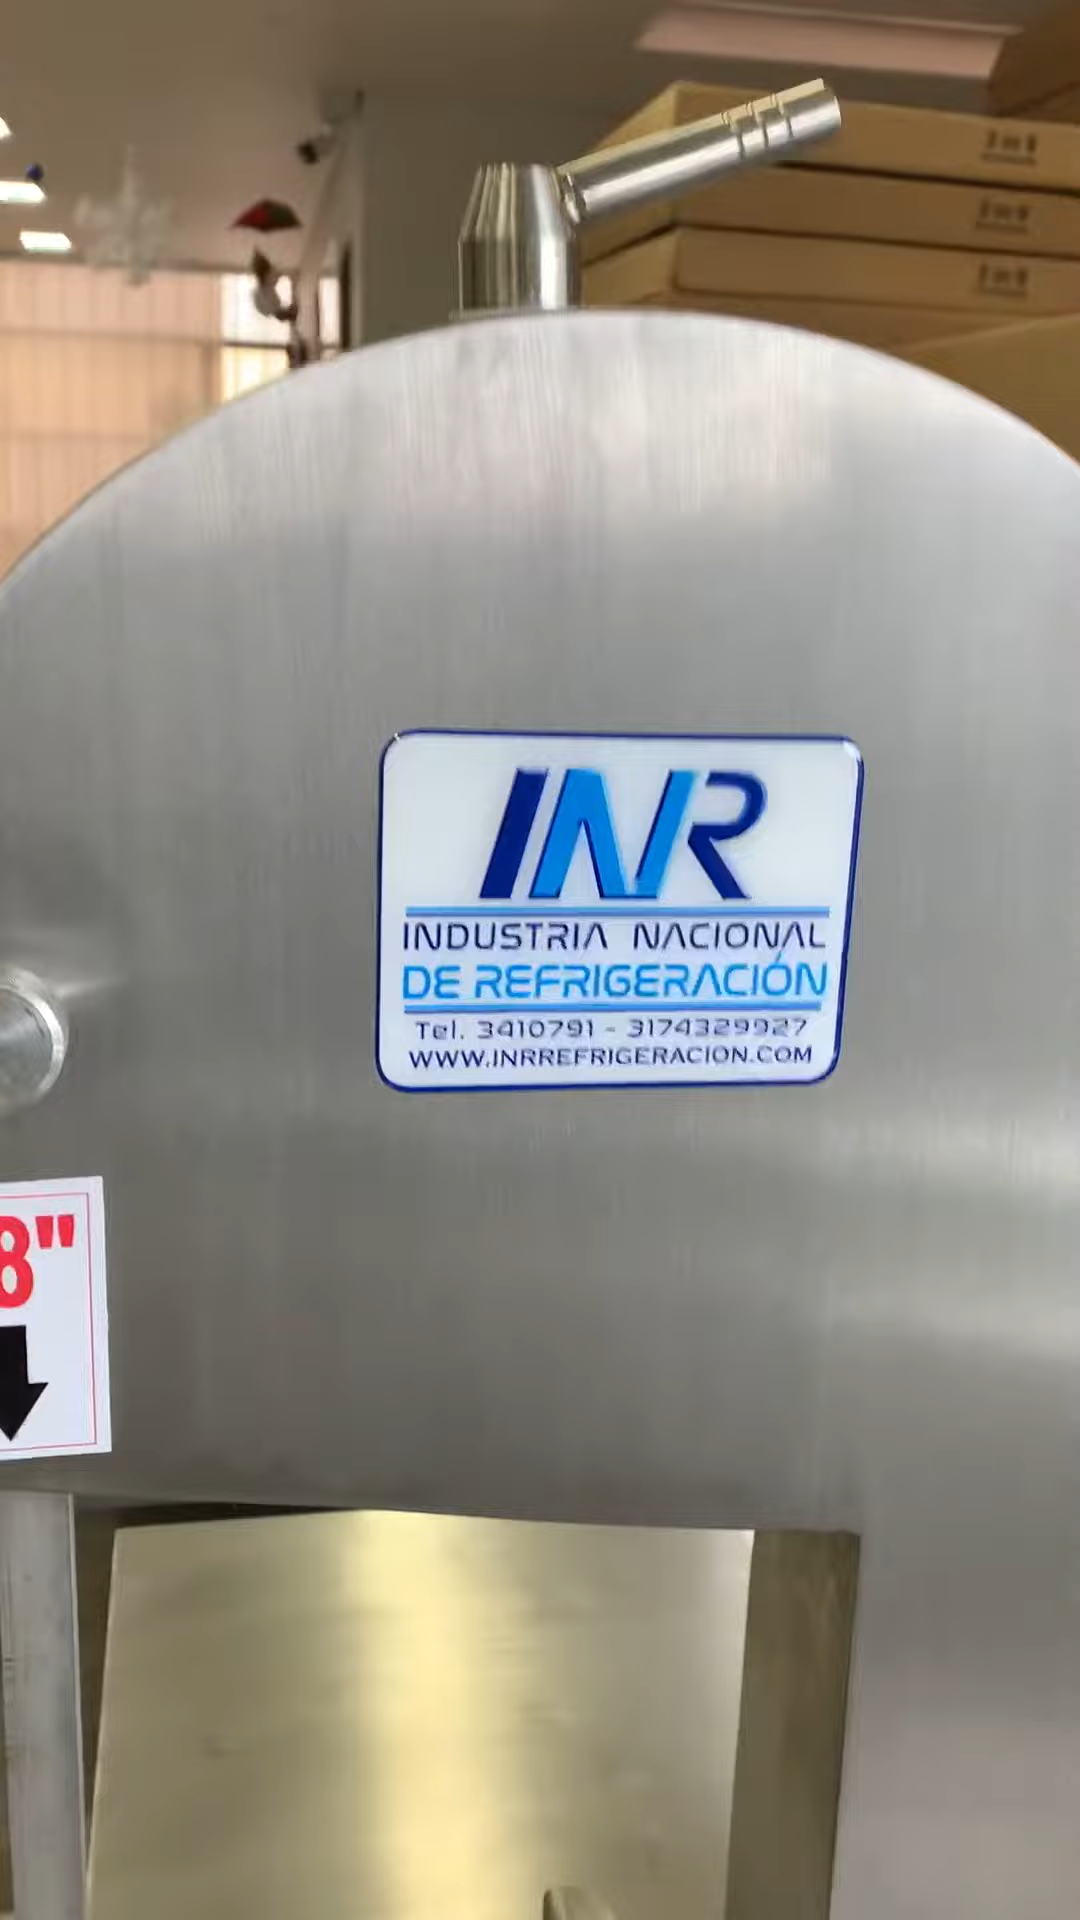 INR
INDUSTRIA NACIONAL
DE REFRIGERACIÓN
Tel. 3410791 - 3174329927
WWW.INRREFRIGERACION.COM
8"